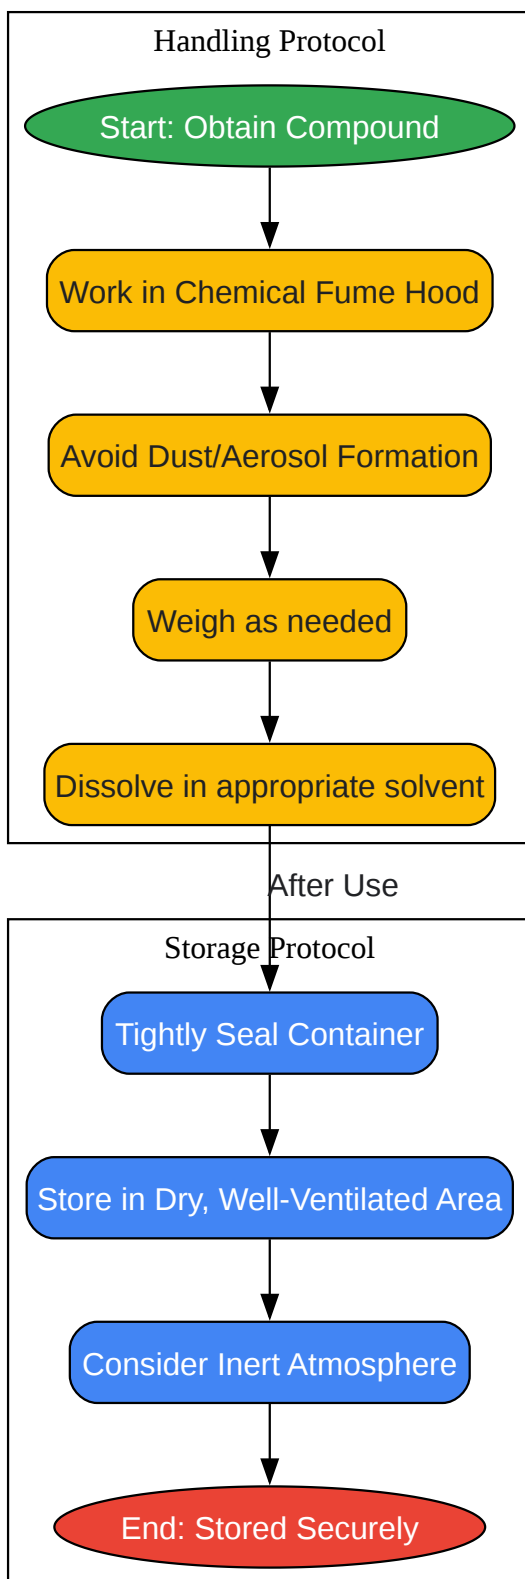 Handling Protocol
Start: Obtain Compound
Work in Chemical Fume Hood
Avoid Dust/Aerosol Formation
Weigh as needed
Dissolve in appropriate solvent
After Use
Storage Protocol
Tightly Seal Container
Store in Dry, Well-Ventilated Area
Consider Inert Atmosphere
End: Stored Securely